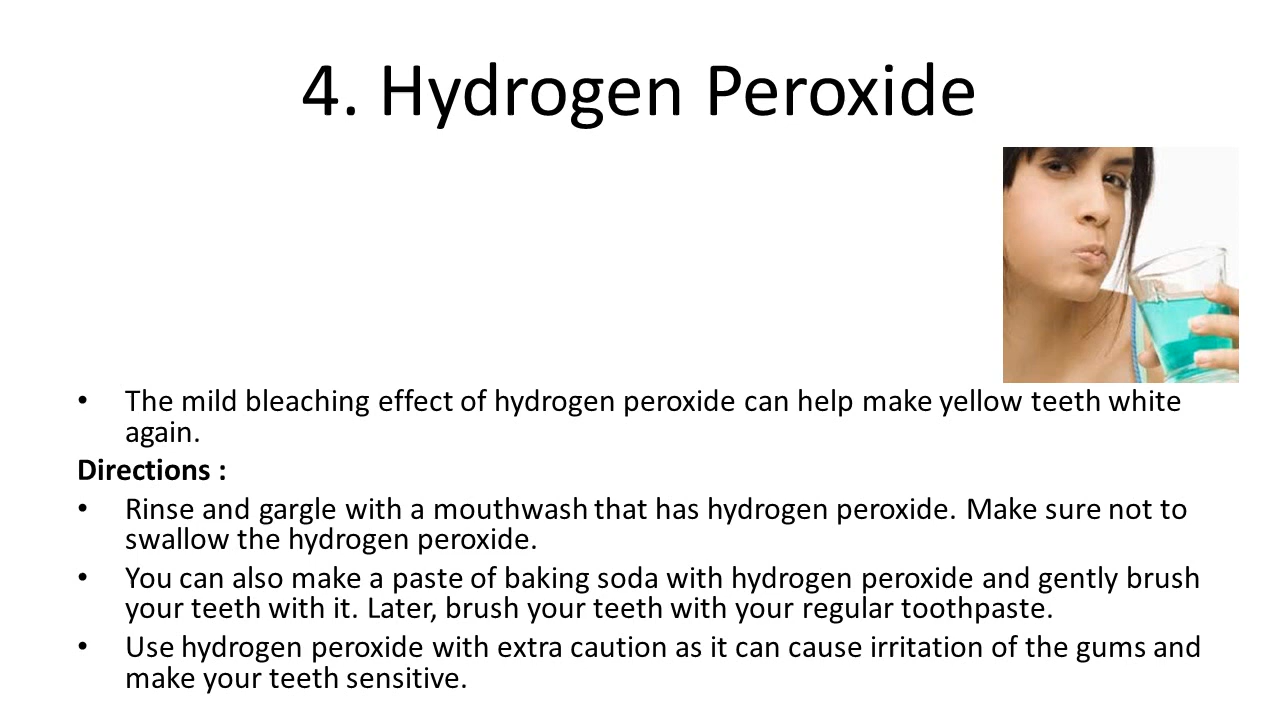 4. Hydrogen Peroxide
• The mild bleaching effect of hydrogen peroxide can help make yellow teeth white
again.
Directions :
• Rinse and gargle with a mouthwash that has hydrogen peroxide. Make sure not to
swallow the hydrogen peroxide.
• You can also make a paste of baking soda with hydrogen peroxide and gently brush
your teeth with it. Later, brush your teeth with your regular toothpaste.
• Use hydrogen peroxide with extra caution as it can cause irritation of the gums and
make your teeth sensitive.